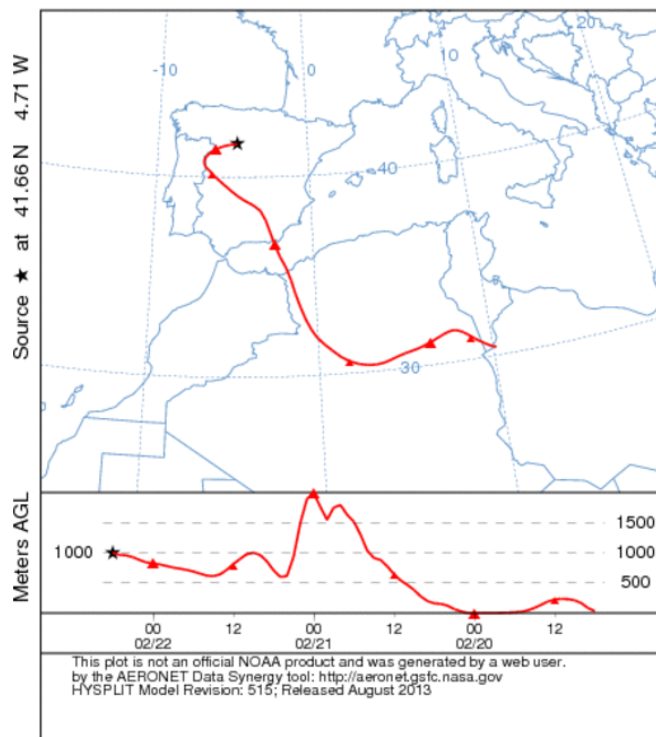 20
-10
0
10
40
0
30
Source ★ at 41.66 N 4.71 W
Meters AGL
1500
1000
1000
500
00 12 00 12 00 12
02/22 02/21 02/20
This plot is not an official NOAA product and was generated by a web user.
by the AERONET Data Synergy tool: http://aeronet.gsfc.nasa.gov
HYSPLIT Model Revision: 515; Released August 2013